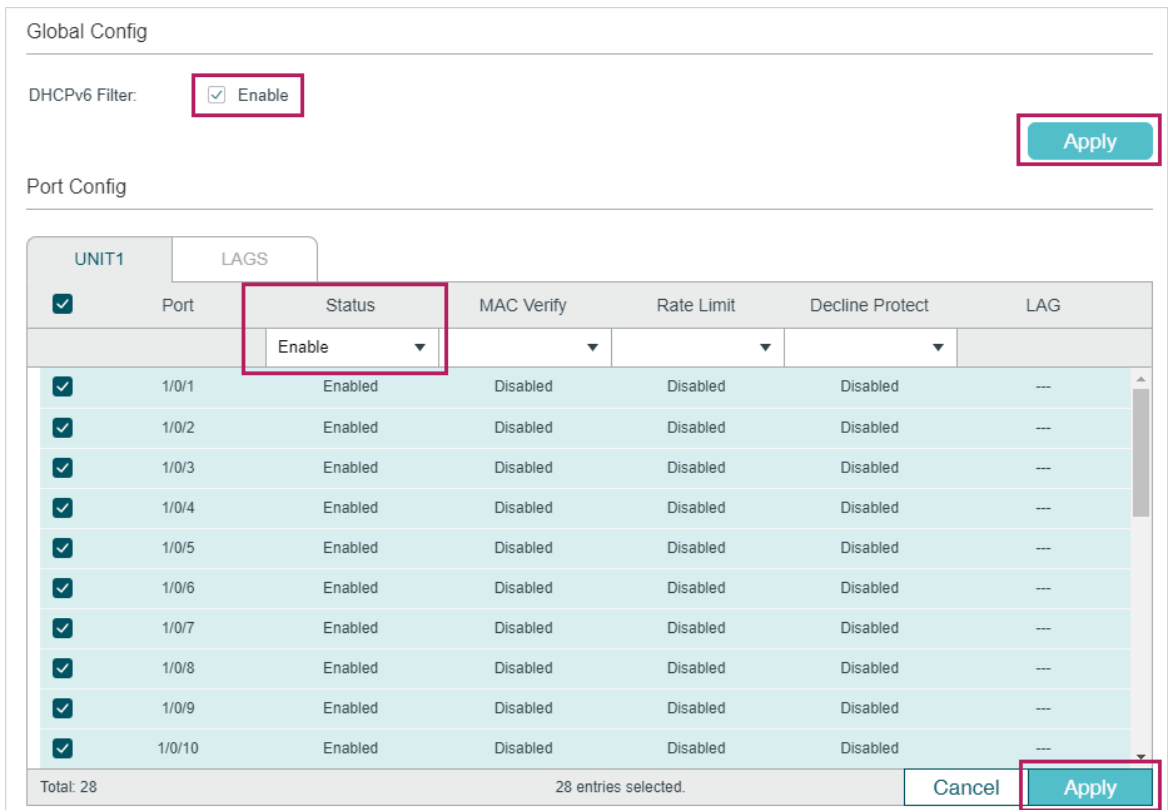 Global Config
DHCPv6 Filter: Enable
Apply
Port Config
UNIT1 LAGS
Port Status MAC Verify Rate Limit Decline Protect LAG
Enable
1/0/1 Enabled Disabled Disabled Disabled ---
1/0/2 Enabled Disabled Disabled Disabled ---
1/0/3 Enabled Disabled Disabled Disabled ---
1/0/4 Enabled Disabled Disabled Disabled ---
1/0/5 Enabled Disabled Disabled Disabled ---
1/0/6 Enabled Disabled Disabled Disabled ---
1/0/7 Enabled Disabled Disabled Disabled ---
1/0/8 Enabled Disabled Disabled Disabled ---
1/0/9 Enabled Disabled Disabled Disabled ---
1/0/10 Enabled Disabled Disabled Disabled ---
Total: 28 28 entries selected. Cancel Apply